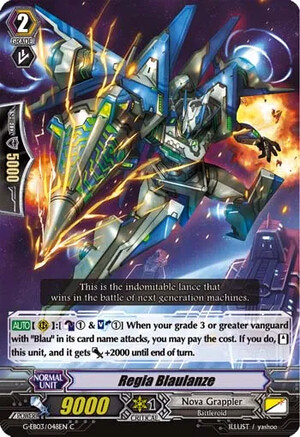 2
GRADE
SHIELD 5000
This is the indomitable lance that
wins in the battle of next generation machines.
AUTO [1]:[①&①] When your grade 3 or greater vanguard
with "Blau" in its card name attacks, you may pay the cost. If you do,
this unit, and it gets +2000 until end of turn.
NORMAL UNIT
Regia Blaulanze
POWER
9000
1
CRITICAL
Nova Grappler
Battleroid
G-EB03/048EN C
ILLUST / yashoo